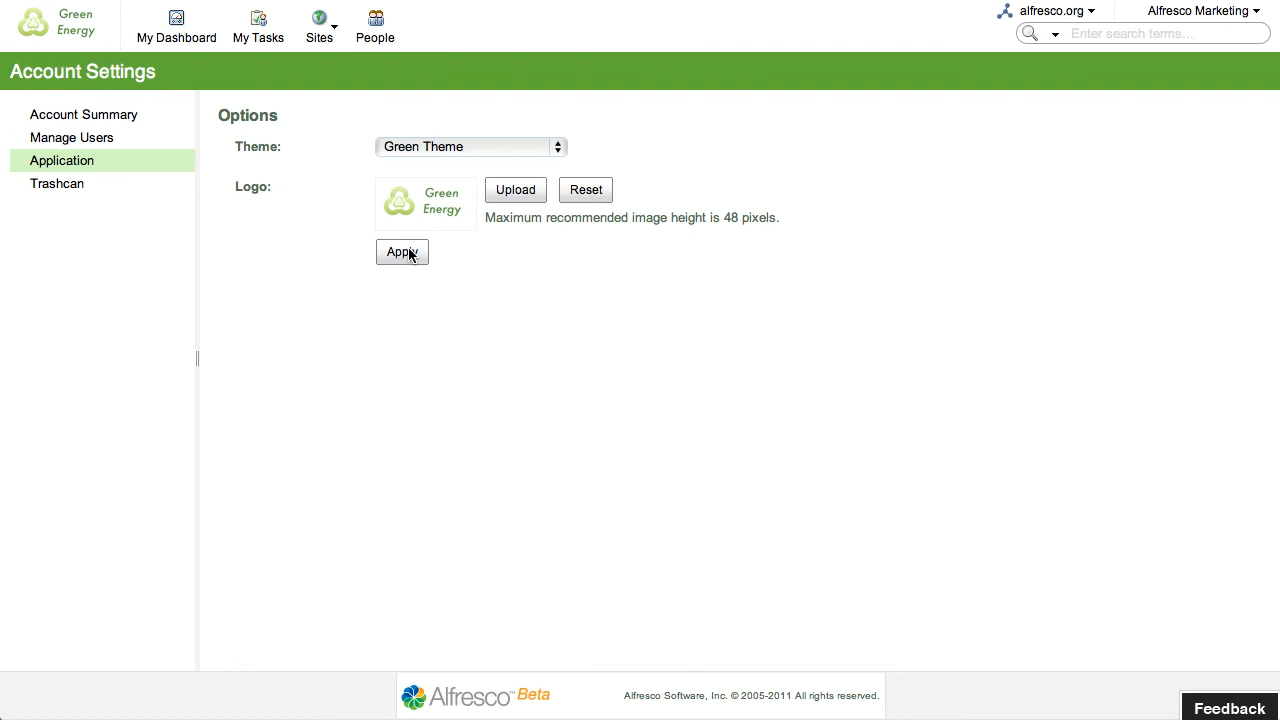 Green
Energy
My Dashboard
My Tasks
Sites
People
alfresco.org
Alfresco Marketing
Enter search terms...
Account Settings
Account Summary
Manage Users
Application
Trashcan
Options
Theme:
Green Theme
Logo:
Green
Energy
Upload
Reset
Maximum recommended image height is 48 pixels.
Apply
Alfresco™ Beta
Alfresco Software, Inc. © 2005-2011 All rights reserved.
Feedback